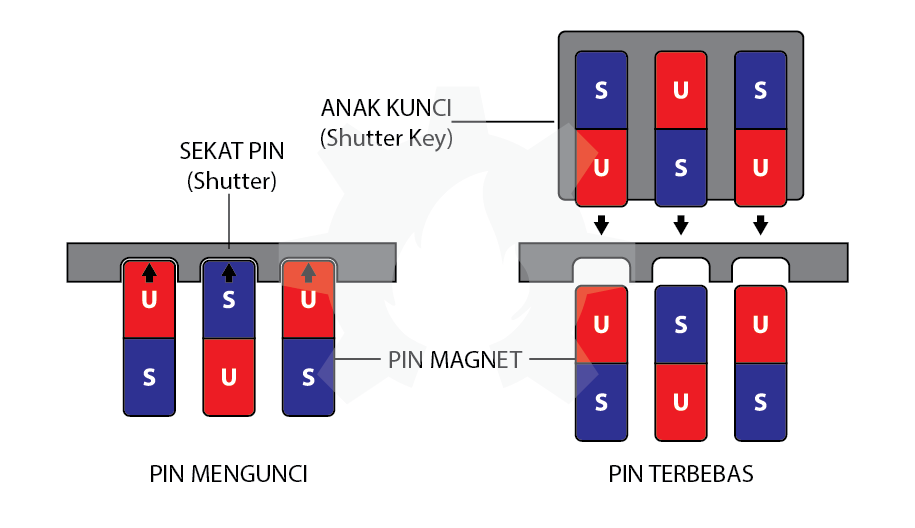 S U S
ANAK KUNCI
(Shutter Key)
U S U
SEKAT PIN
(Shutter)
U S U
S U S
U S U
S U S
PIN MAGNET
PIN MENGUNCI
PIN TERBEBAS